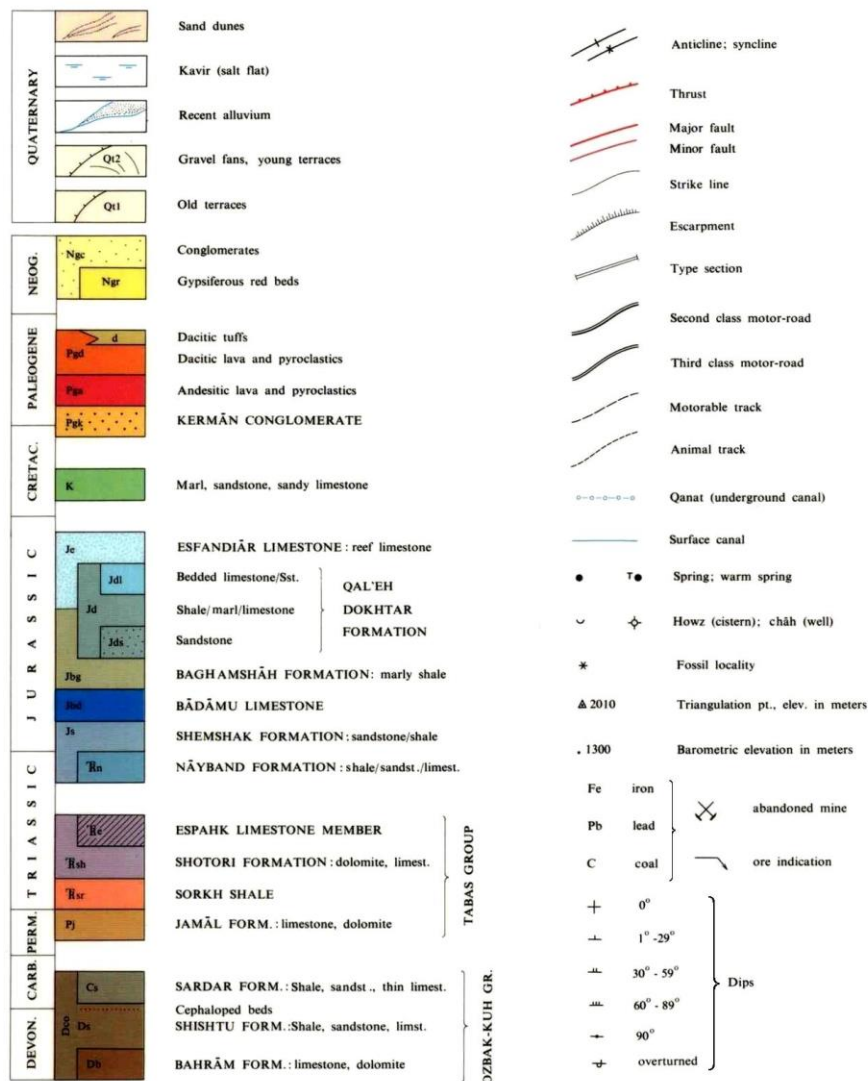 QUATERNARY
Sand dunes
Kavir (salt flat)
Recent alluvium
Qt2 Gravel fans, young terraces
Qt1 Old terraces
NEOG.
Ngc Conglomerates
Ngr Gypsiferous red beds
PALEOGENE
d Dacitic tuffs
Pgd Dacitic lava and pyroclastics
Pga Andesitic lava and pyroclastics
Pgk KERMĀN CONGLOMERATE
CRETAC.
K Marl, sandstone, sandy limestone
JURASSIC
Je ESFANDIĀR LIMESTONE : reef limestone
Jdl Bedded limestone/Sst.
Jd Shale/marl/limestone
Jds Sandstone
QAL'EH
DOKHTAR
FORMATION
Jbg BAGHAMSHĀH FORMATION: marly shale
Jbd BĀDĀMU LIMESTONE
Js SHEMSHAK FORMATION : sandstone/shale
TRIASSIC
Ꞧn NĀYBAND FORMATION : shale/sandst./limest.
Ꞧe ESPAHK LIMESTONE MEMBER
Ꞧsh SHOTORI FORMATION : dolomite, limest.
Ꞧsr SORKH SHALE
PERM.
Pj JAMĀL FORM. : limestone, dolomite
TABAS GROUP
CARB.
Cs SARDAR FORM. : Shale, sandst., thin limest.
Cephaloped beds
DEVON.
Dco
Ds SHISHTU FORM. :Shale, sandstone, limst.
Db BAHRĀM FORM. : limestone, dolomite
OZBAK-KUH GR.
Anticline; syncline
Thrust
Major fault
Minor fault
Strike line
Escarpment
Type section
Second class motor-road
Third class motor-road
Motorable track
Animal track
Qanat (underground canal)
Surface canal
T Spring; warm spring
Howz (cistern); châh (well)
Fossil locality
2010 Triangulation pt., elev. in meters
. 1300 Barometric elevation in meters
Fe iron
Pb lead
C coal
abandoned mine
ore indication
0°
1° -29°
30° - 59°
60° - 89°
90°
overturned
Dips